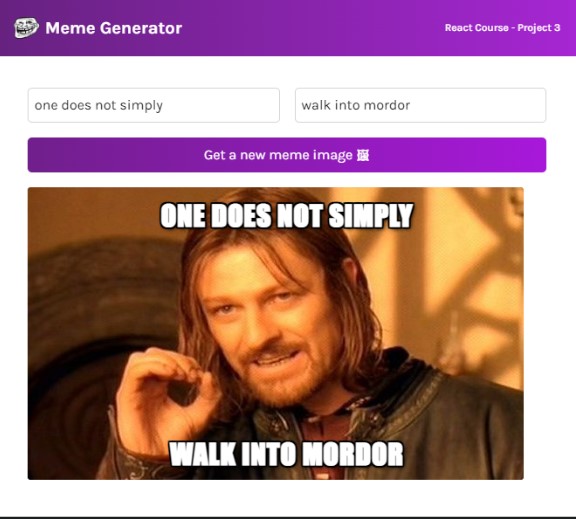 Meme Generator
React Course - Project 3
one does not simply
walk into mordor
Get a new meme image 🖼
ONE DOES NOT SIMPLY
WALK INTO MORDOR